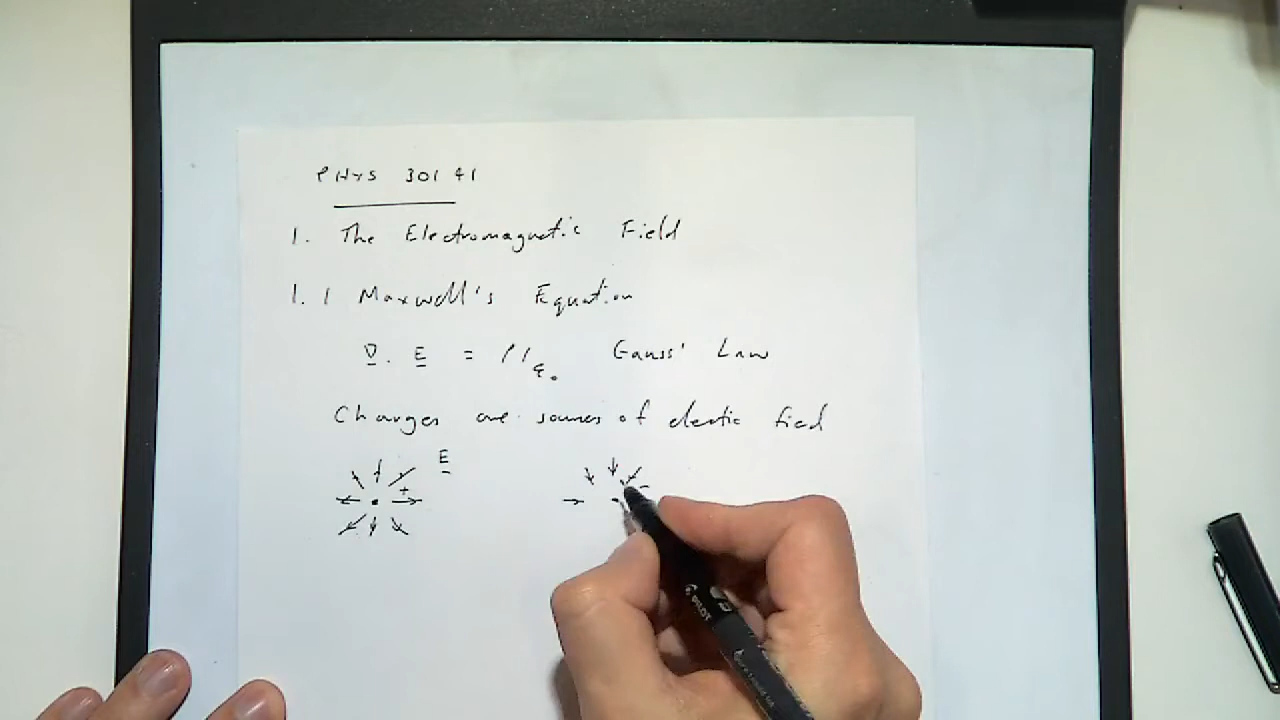 PHYS 30141
1. The Electromagnetic Field
1.1 Maxwell's Equation
∇ . E = ρ/ε₀ Gauss' Law
Charges are sources of electric field
E
+
PILOT